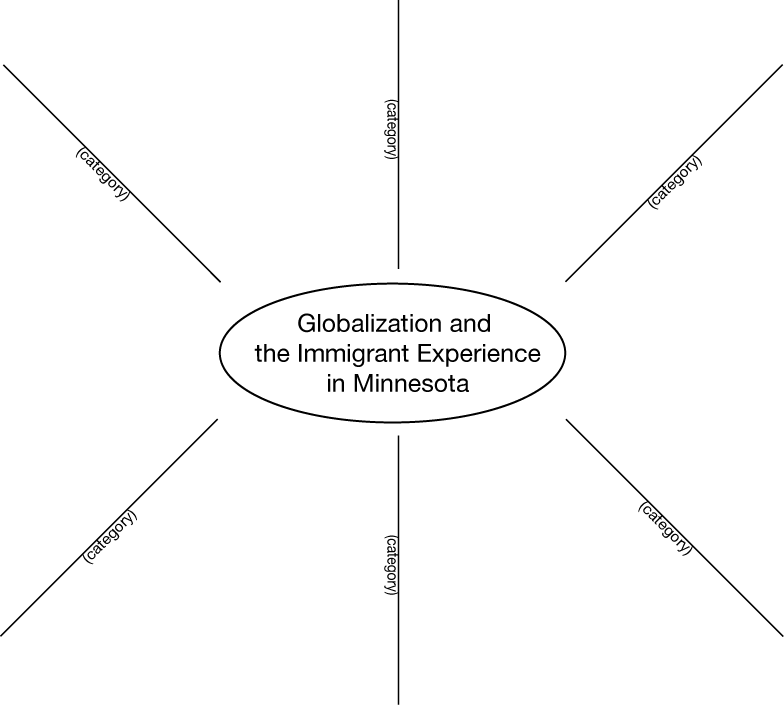 (category)
(category)
(category)
Globalization and
the Immigrant Experience
in Minnesota
(category)
(category)
(category)